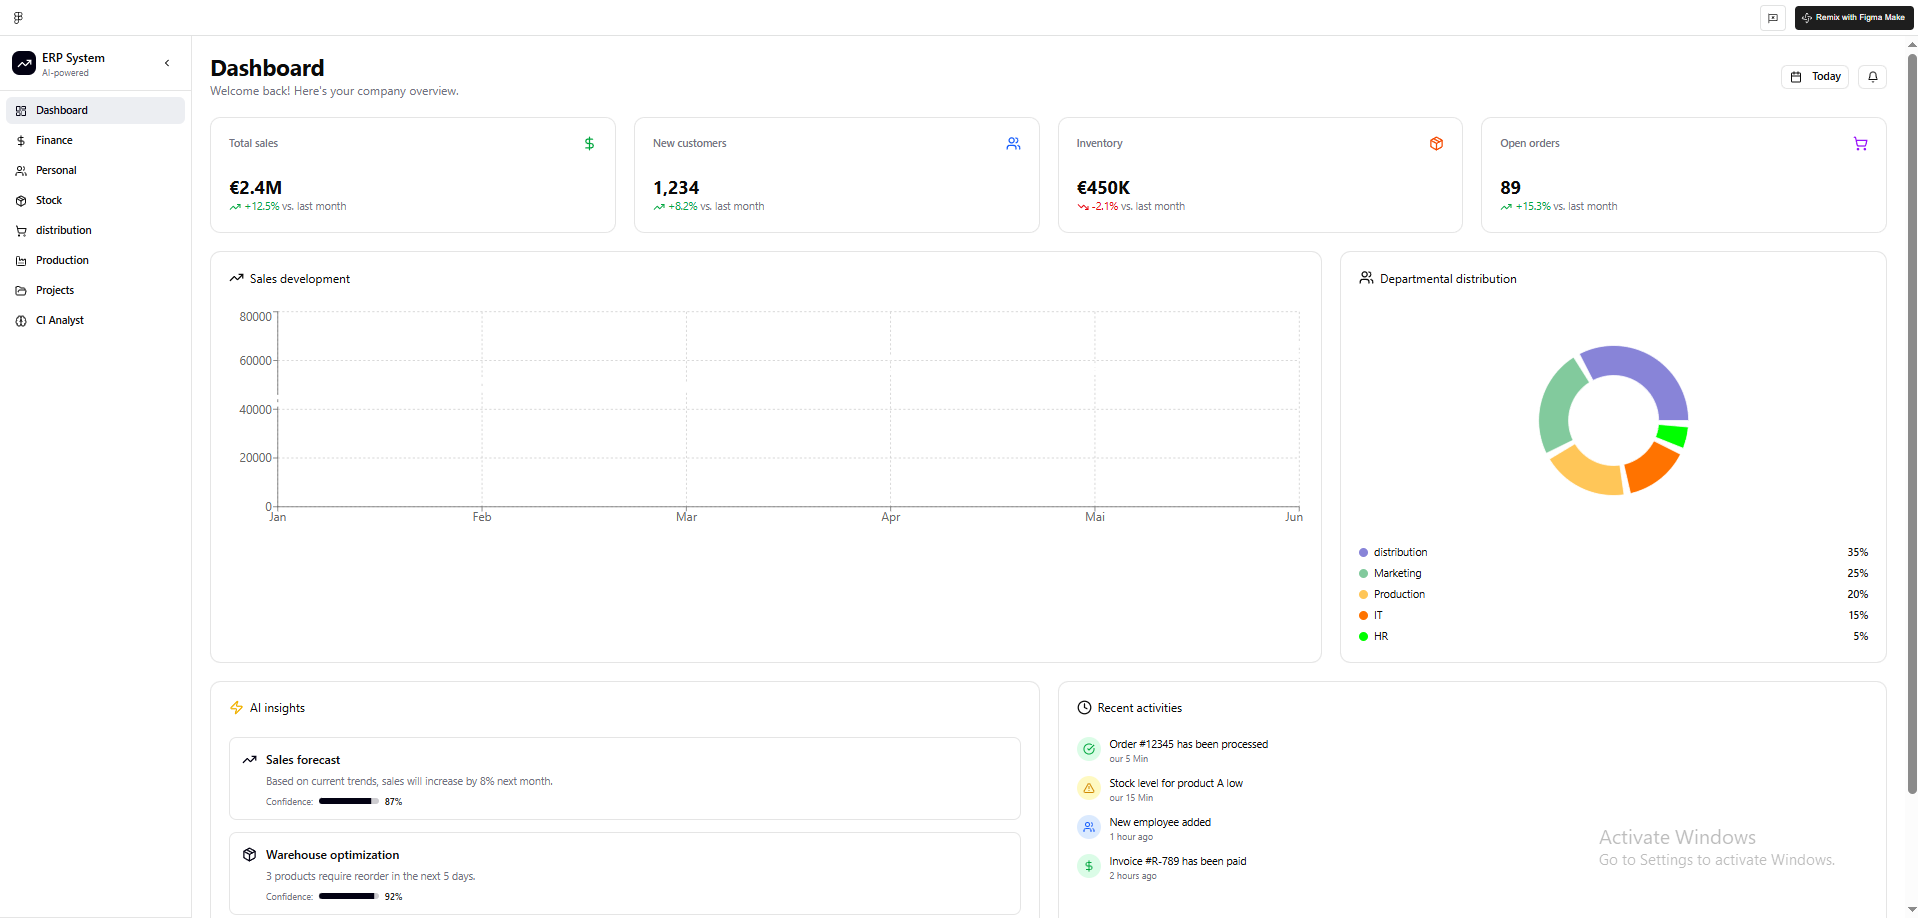 Remix with Figma Make
ERP System
AI-powered
Dashboard
Finance
Personal
Stock
distribution
Production
Projects
CI Analyst
Dashboard
Welcome back! Here's your company overview.
Today
Total sales
€2.4M
+12.5% vs. last month
New customers
1,234
+8.2% vs. last month
Inventory
€450K
-2.1% vs. last month
Open orders
89
+15.3% vs. last month
Sales development
80000
60000
40000
20000
0
Jan Feb Mar Apr Mai Jun
Departmental distribution
distribution 35%
Marketing 25%
Production 20%
IT 15%
HR 5%
AI insights
Sales forecast
Based on current trends, sales will increase by 8% next month.
Confidence: 87%
Warehouse optimization
3 products require reorder in the next 5 days.
Confidence: 92%
Recent activities
Order #12345 has been processed
our 5 Min
Stock level for product A low
our 15 Min
New employee added
1 hour ago
Invoice #R-789 has been paid
2 hours ago
Activate Windows
Go to Settings to activate Windows.